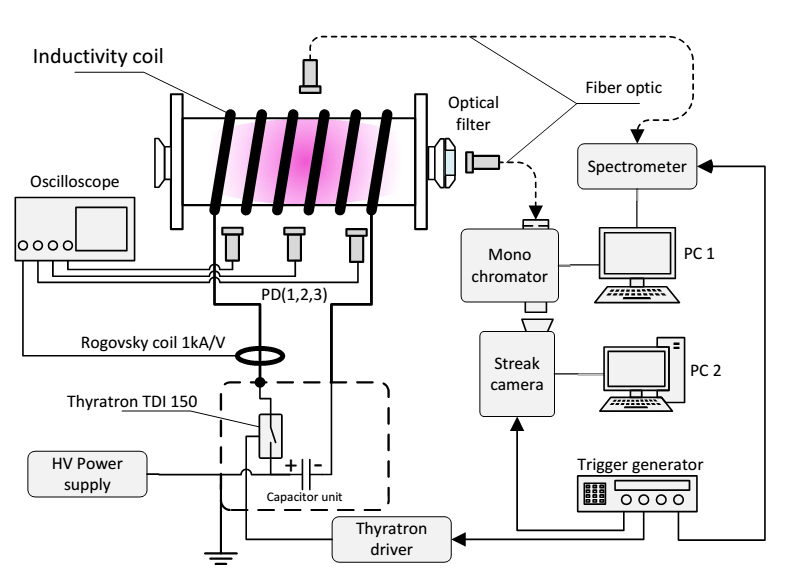 Inductivity coil
Fiber optic
Optical
filter
Spectrometer
Oscilloscope
Mono
chromator
PC 1
PD(1,2,3)
Rogovsky coil 1kA/V
Streak
camera
PC 2
Thyratron TDI 150
HV Power
supply
+ -
Capacitor unit
Trigger generator
Thyratron
driver